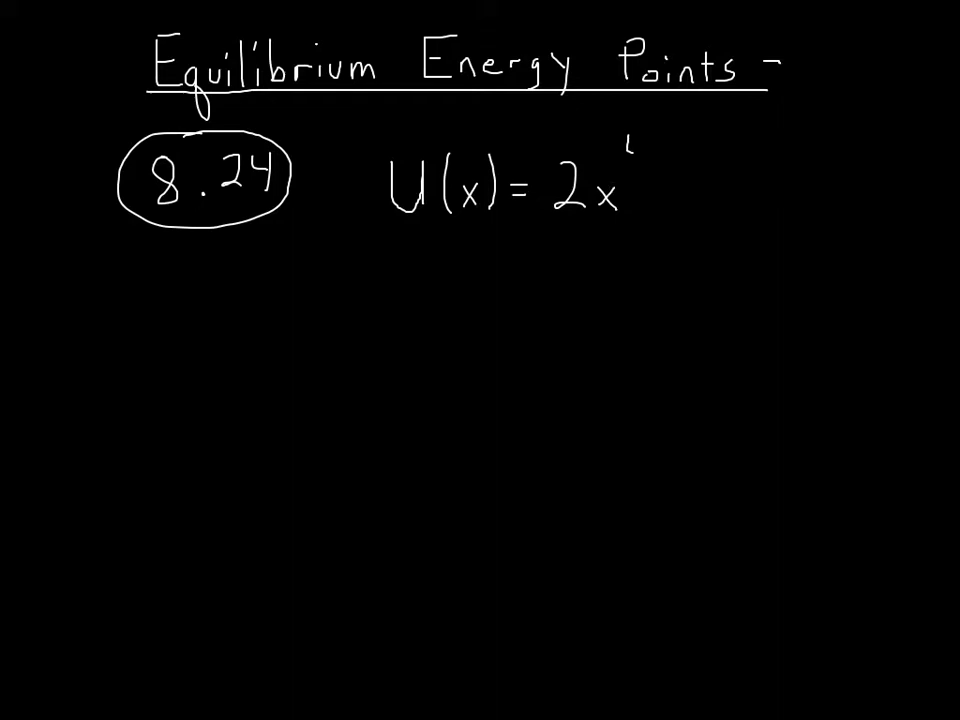 Equilibrium Energy Points -
8.24 U(x) = 2x